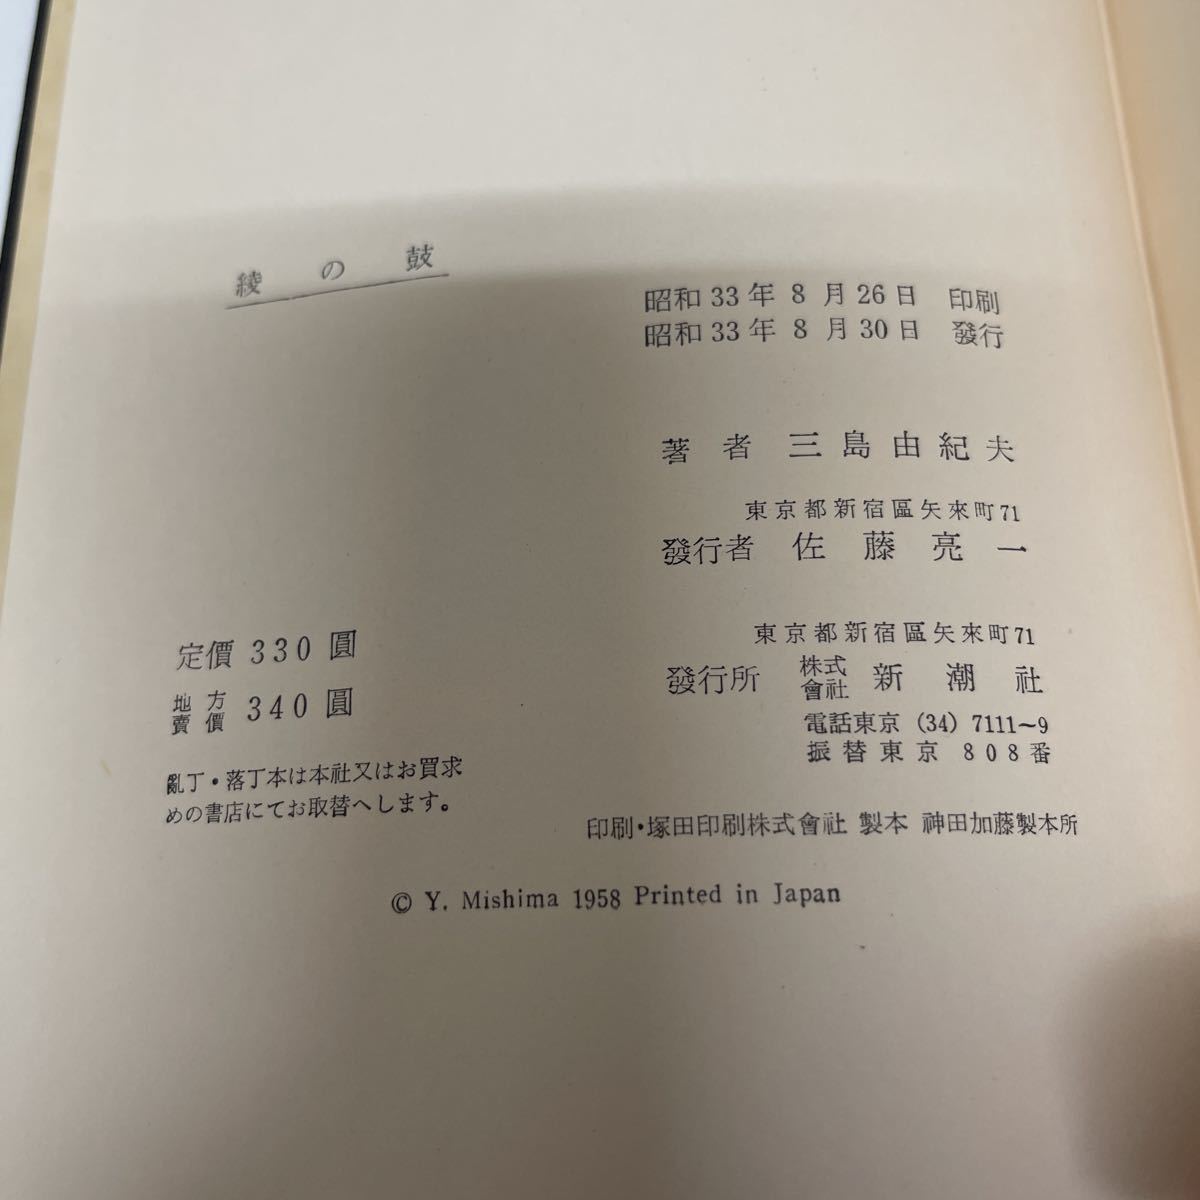 綾の鼓
昭和33年8月26日 印刷
昭和33年8月30日 發行
著者 三島由紀夫
東京都新宿區矢來町71
發行者 佐藤亮一
東京都新宿區矢來町71
發行所 株式會社 新潮社
電話東京 (34) 7111~9
振替東京 808番
定價 330 圓
地方賣價 340 圓
亂丁・落丁本は本社又はお買求
めの書店にてお取替へします。
印刷・塚田印刷株式會社 製本 神田加藤製本所
© Y. Mishima 1958 Printed in Japan